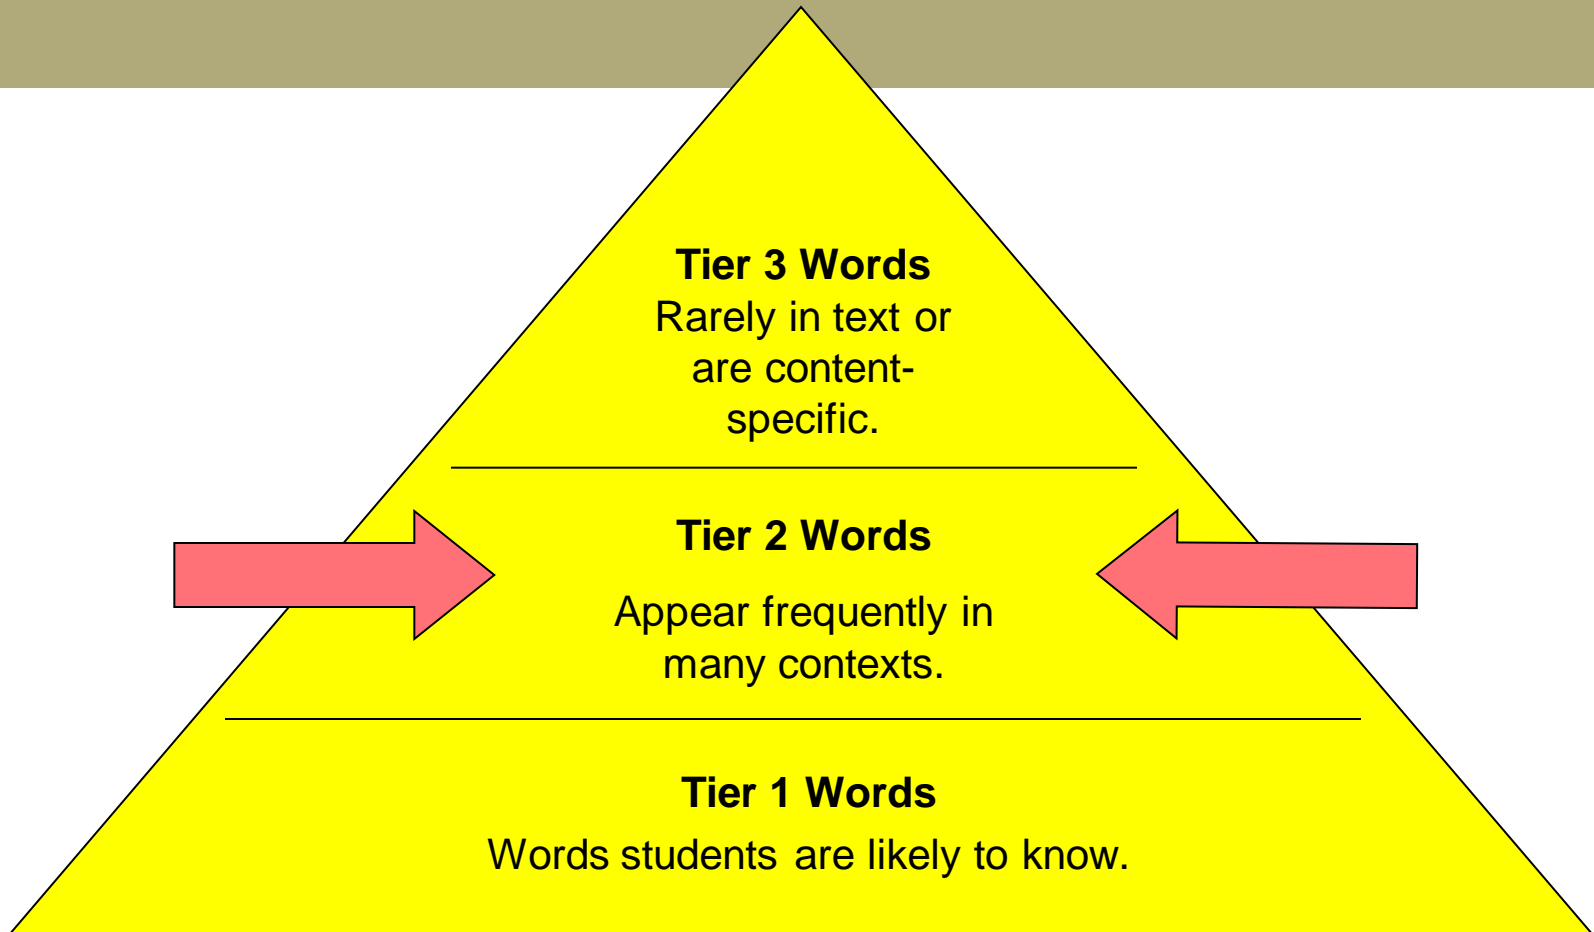 Tier 3 Words
Rarely in text or
are content-
specific.
Tier 2 Words
Appear frequently in
many contexts.
Tier 1 Words
Words students are likely to know.